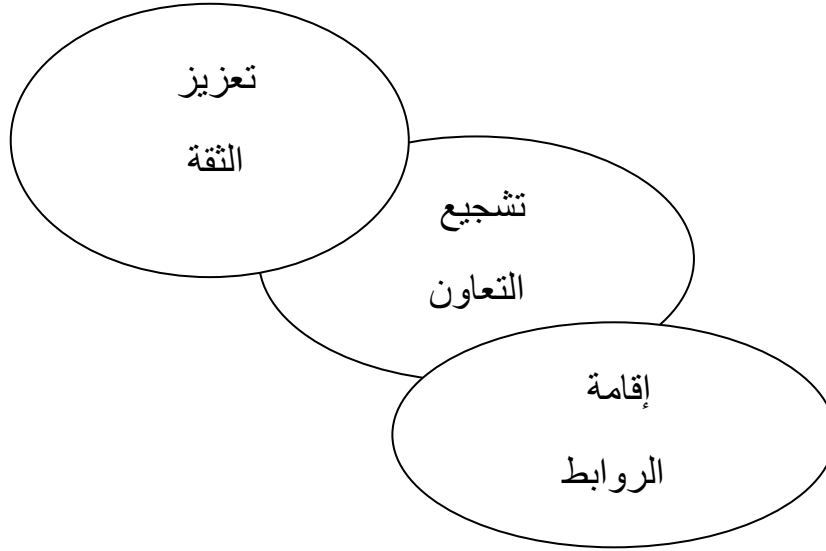 تعزيز
الثقة
تشجيع
التعاون
إقامة
الروابط